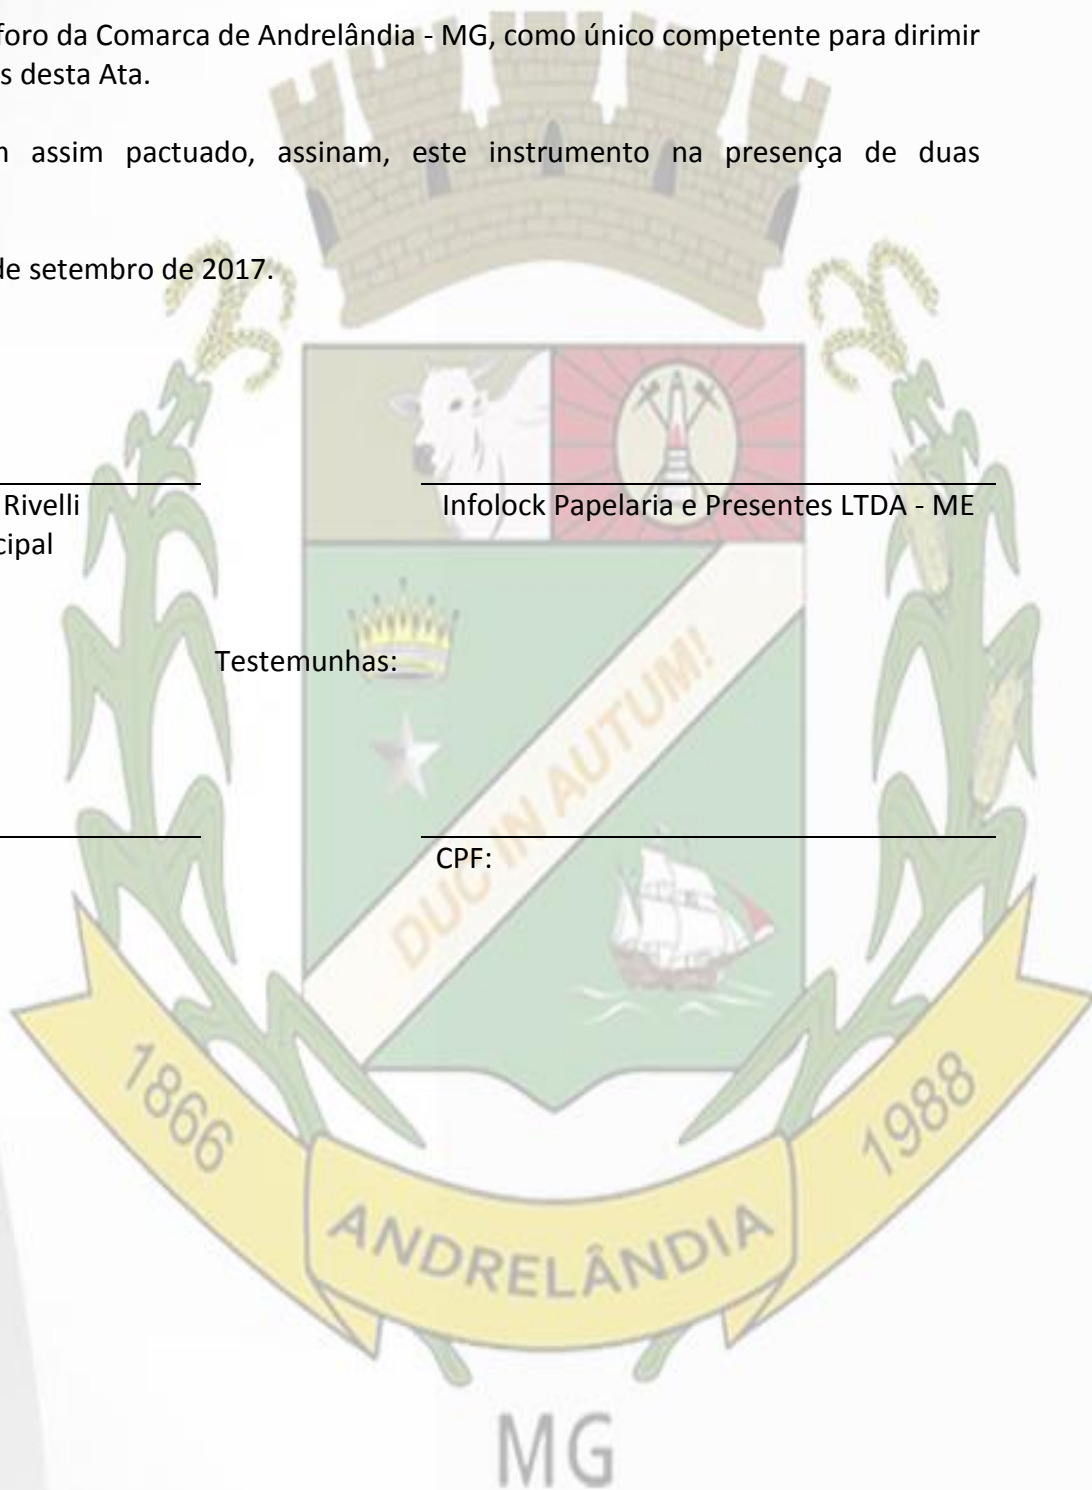 foro da Comarca de Andrelândia - MG, como único competente para dirimir
s desta Ata.
assim pactuado, assinam, este instrumento na presença de duas
de setembro de 2017.
Rivelli
Infolock Papelaria e Presentes LTDA - ME
cipal
Testemunhas:
CPF:
DUC IN AUTUM!
1866
ANDRELÂNDIA
1988
MG